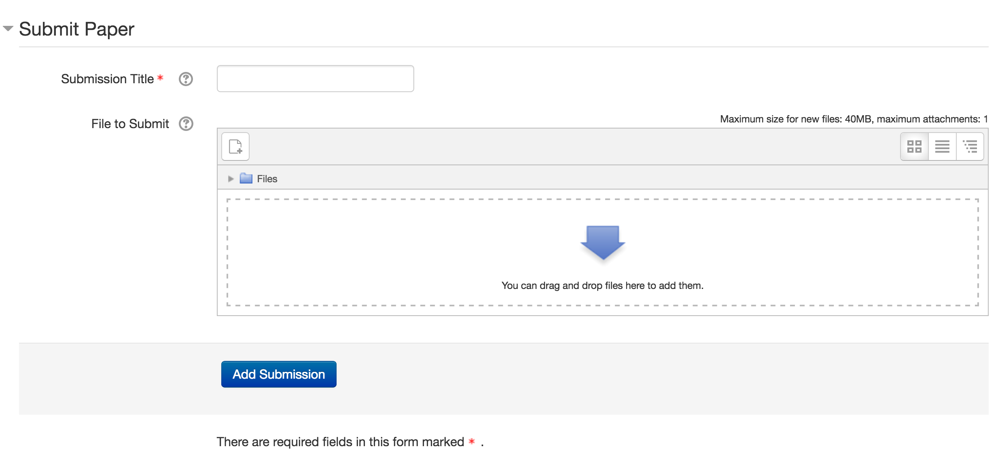 Submit Paper
Submission Title *
File to Submit
Maximum size for new files: 40MB, maximum attachments: 1
Files
You can drag and drop files here to add them.
Add Submission
There are required fields in this form marked * .